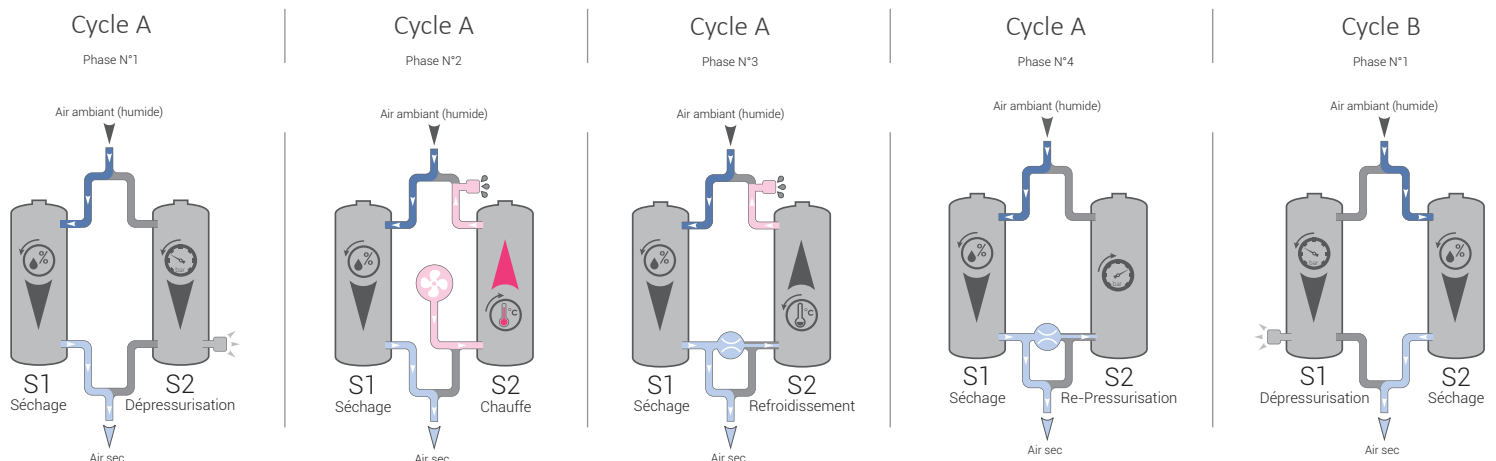 Cycle A
Phase N°1
Air ambiant (humide)
%
bar
S1
Séchage
S2
Dépressurisation
Air sec
Cycle A
Phase N°2
Air ambiant (humide)
%
°C
S1
Séchage
S2
Chauffe
Air sec
Cycle A
Phase N°3
Air ambiant (humide)
%
°C
S1
Séchage
S2
Refroidissement
Air sec
Cycle A
Phase N°4
Air ambiant (humide)
%
bar
S1
Séchage
S2
Re-Pressurisation
Air sec
Cycle B
Phase N°1
Air ambiant (humide)
bar
%
S1
Dépressurisation
S2
Séchage
Air sec